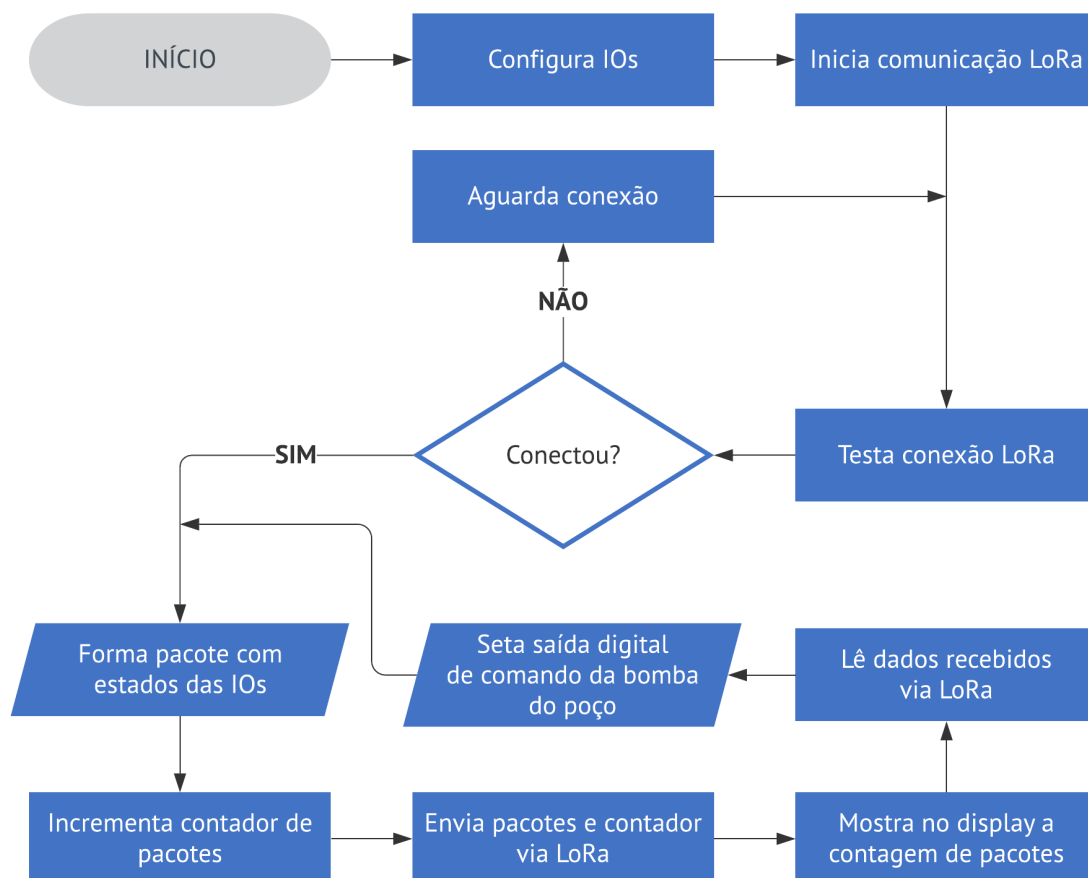 INÍCIO
Configura IOs
Inicia comunicação LoRa
Aguarda conexão
NÃO
Conectou?
Testa conexão LoRa
SIM
Forma pacote com
estados das IOs
Seta saída digital
de comando da bomba
do poço
Lê dados recebidos
via LoRa
Incrementa contador de
pacotes
Envia pacotes e contador
via LoRa
Mostra no display a
contagem de pacotes